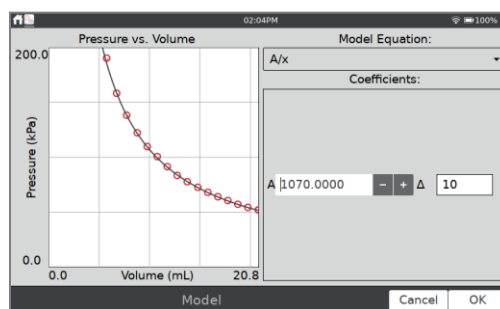 02:04PM
100%
Pressure vs. Volume
200.0
Pressure (kPa)
0.0
0.0
Volume (mL)
20.8
Model Equation:
A/x
Coefficients:
A 1070.0000 − + Δ 10
Model
Cancel
OK